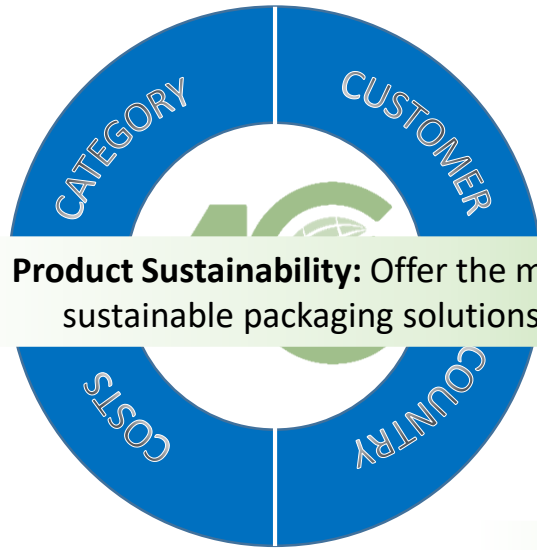 CATEGORY
CUSTOMER
Product Sustainability: Offer the m
sustainable packaging solutions
COSTS
COUNTRY